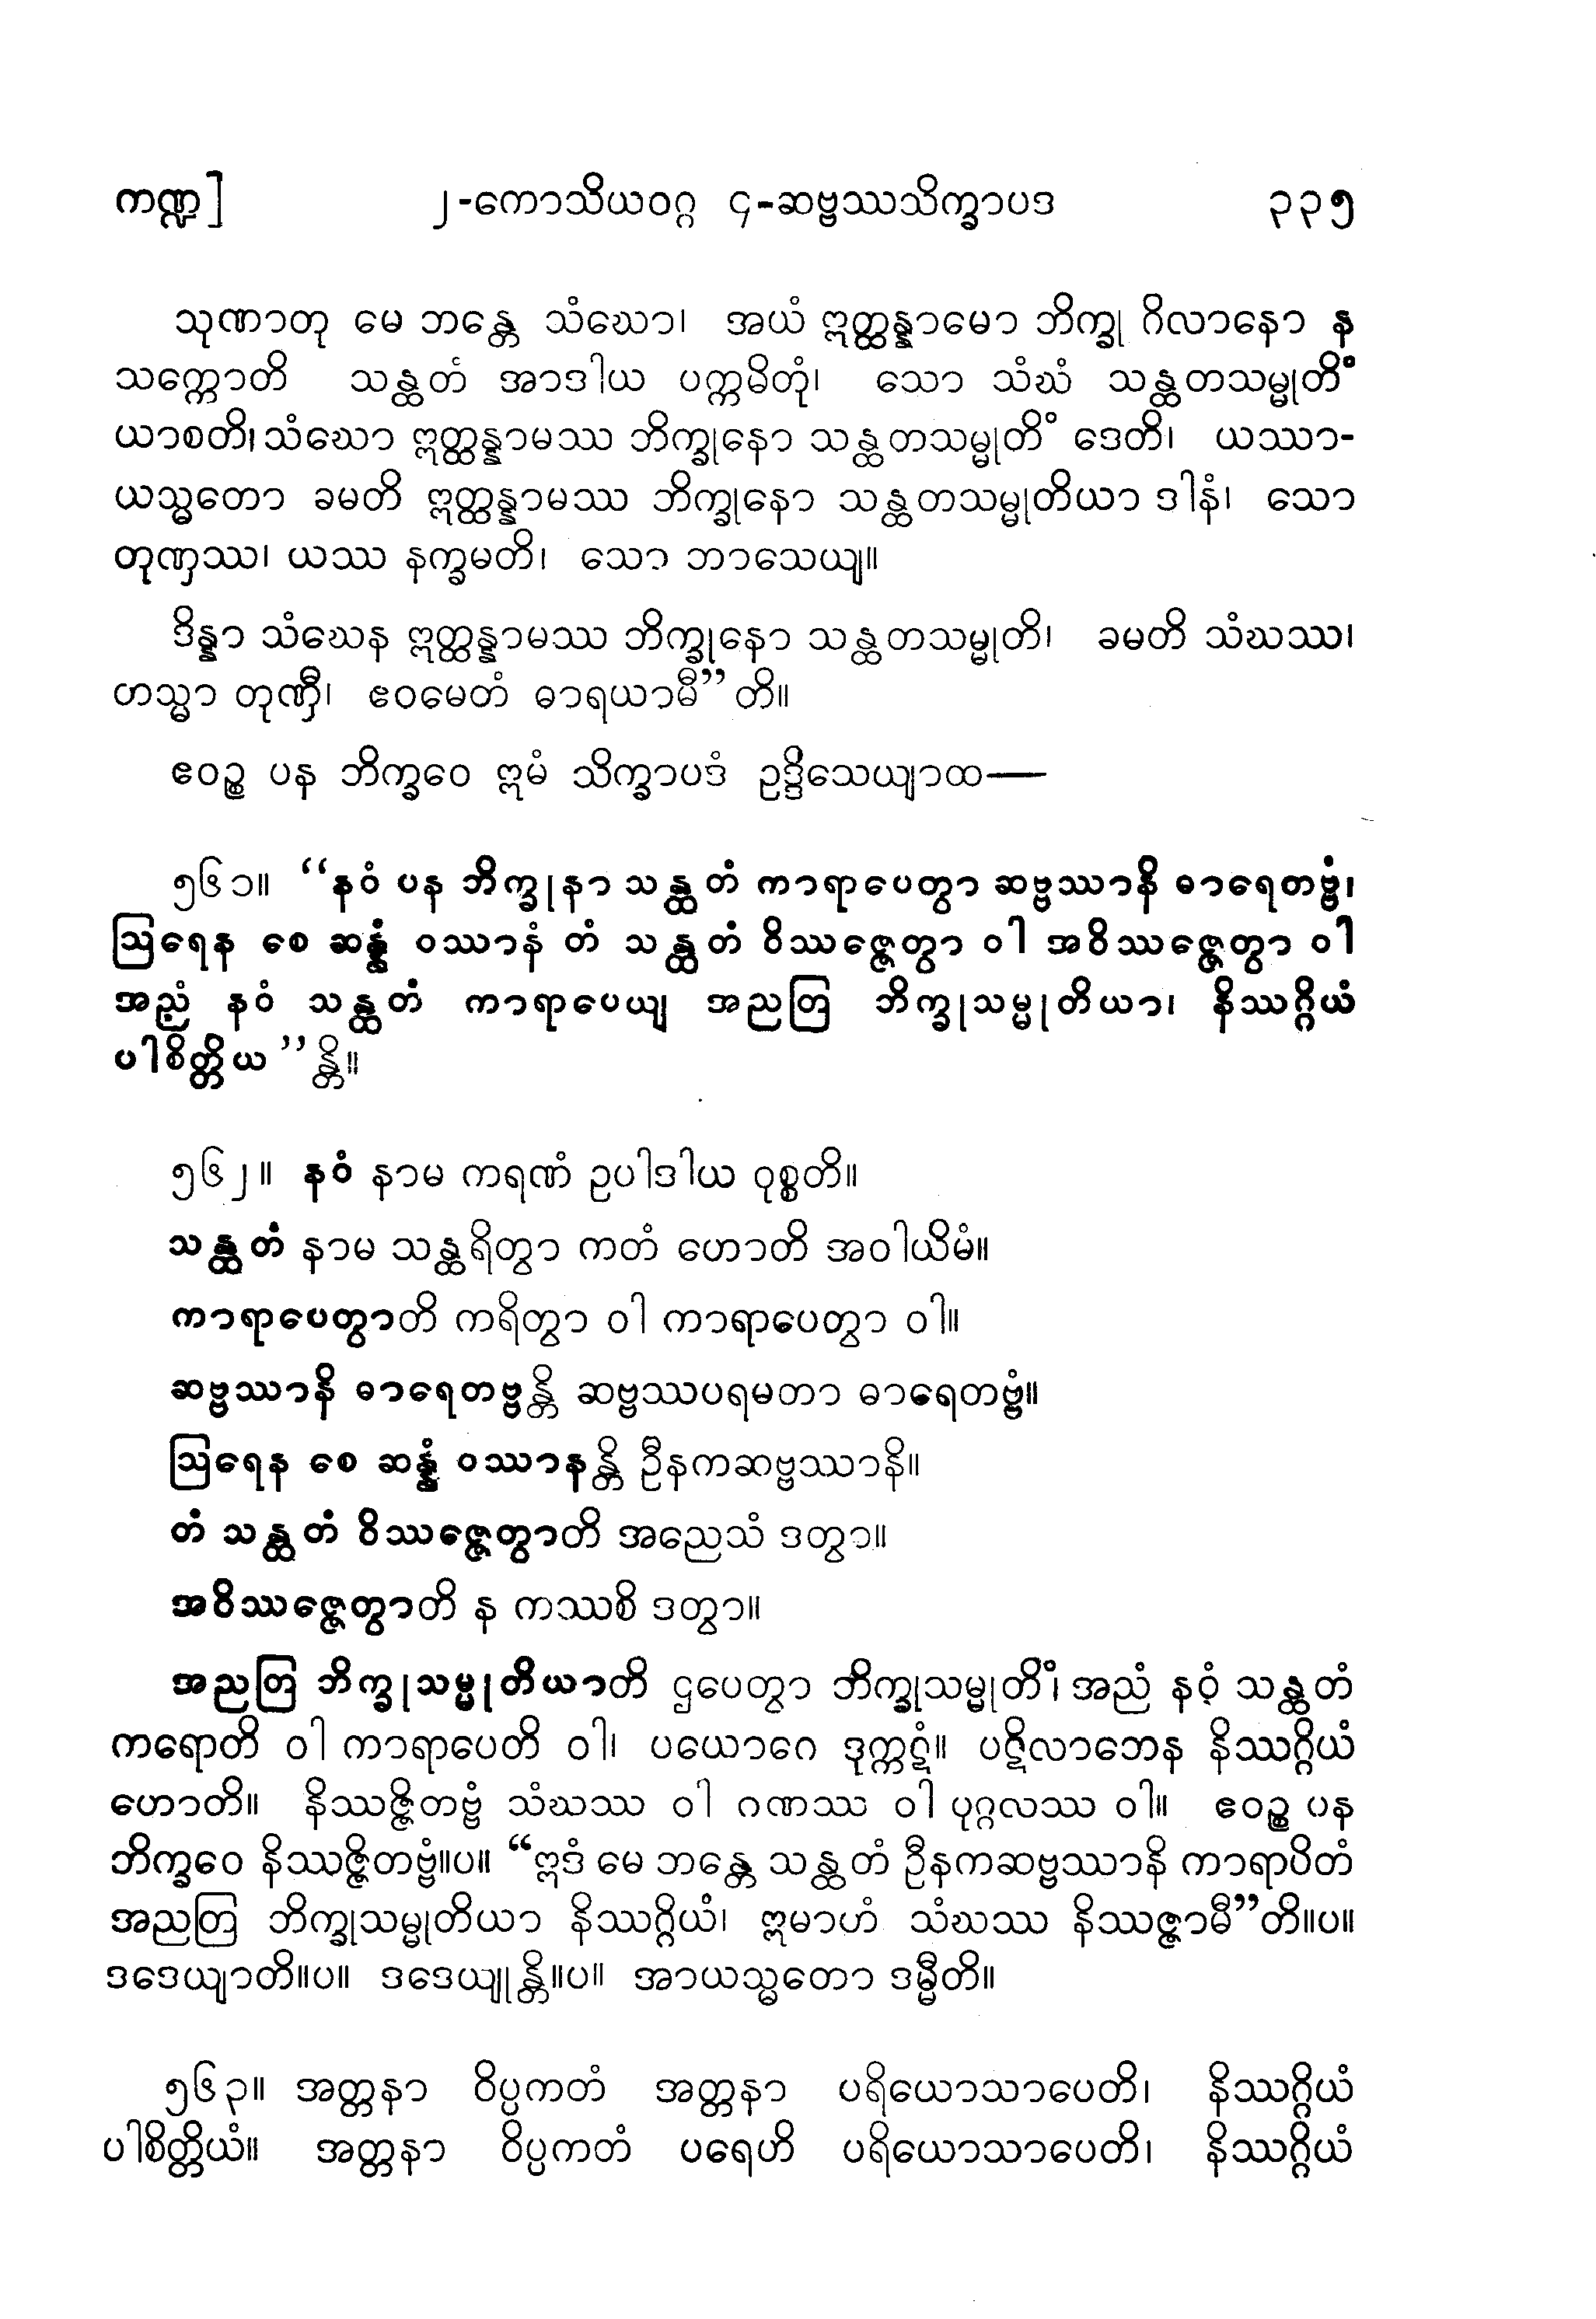 ကဏ္ဍ] ၂-ကောသိယဝဂ္ဂ ၄-ဆဗ္ဗဿသိက္ခာပဒ ၃၃၅
သုဏာတု မေ ဘန္တေ သံဃော၊ အယံ ဣတ္ထန္နာမော ဘိက္ခု ဂိလာနော န
သက္ကောတိ သန္ထတံ အာဒါယ ပက္ကမိတုံ၊ သော သံဃံ သန္ထတသမ္မုတိံ
ယာစတိ၊ သံဃော ဣတ္ထန္နာမဿ ဘိက္ခုနော သန္ထတသမ္မုတိံ ဒေတိ၊ ယဿာ-
ယသ္မတော ခမတိ ဣတ္ထန္နာမဿ ဘိက္ခုနော သန္ထတသမ္မုတိယာ ဒါနံ၊ သော
တုဏှဿ၊ ယဿ နက္ခမတိ၊ သော ဘာသေယျ။
ဒိန္နာ သံဃေန ဣတ္ထန္နာမဿ ဘိက္ခုနော သန္ထတသမ္မုတိ၊ ခမတိ သံဃဿ၊
တသ္မာ တုဏှီ၊ ဧဝမေတံ ဓာရယာမီ”တိ။
ဧဝဉ္စ ပန ဘိက္ခဝေ ဣမံ သိက္ခာပဒံ ဥဒ္ဒိသေယျာထ—
၅၆၁။ “နဝံ ပန ဘိက္ခုနာ သန္ထတံ ကာရာပေတွာ ဆဗ္ဗဿာနိ ဓာရေတဗ္ဗံ၊
ဩရေန စေ ဆန္နံ ဝဿာနံ တံ သန္ထတံ ဝိဿဇ္ဇေတွာ ဝါ အဝိဿဇ္ဇေတွာ ဝါ
အညံ နဝံ သန္ထတံ ကာရာပေယျ အညတြ ဘိက္ခုသမ္မုတိယာ၊ နိဿဂ္ဂိယံ
ပါစိတ္တိယ”န္တိ။
၅၆၂။ နဝံ နာမ ကရဏံ ဥပါဒါယ ဝုစ္စတိ။
သန္ထတံ နာမ သန္ထရိတွာ ကတံ ဟောတိ အဝါယိမံ။
ကာရာပေတွာတိ ကရိတွာ ဝါ ကာရာပေတွာ ဝါ။
ဆဗ္ဗဿာနိ ဓာရေတဗ္ဗန္တိ ဆဗ္ဗဿပရမတာ ဓာရေတဗ္ဗံ။
ဩရေန စေ ဆန္နံ ဝဿာနန္တိ ဦနကဆဗ္ဗဿာနိ။
တံ သန္ထတံ ဝိဿဇ္ဇေတွာတိ အညေသံ ဒတွာ။
အဝိဿဇ္ဇေတွာတိ န ကဿစိ ဒတွာ။
အညတြ ဘိက္ခုသမ္မုတိယာတိ ဌပေတွာ ဘိက္ခုသမ္မုတိံ၊ အညံ နဝံ သန္ထတံ
ကရောတိ ဝါ ကာရာပေတိ ဝါ၊ ပယောဂေ ဒုက္ကဋံ။ ပဋိလာဘေန နိဿဂ္ဂိယံ
ဟောတိ။ နိဿဇ္ဇိတဗ္ဗံ သံဃဿ ဝါ ဂဏဿ ဝါ ပုဂ္ဂလဿ ဝါ။ ဧဝဉ္စ ပန
ဘိက္ခဝေ နိဿဇ္ဇိတဗ္ဗံ။ပ။ “ဣဒံ မေ ဘန္တေ သန္ထတံ ဦနကဆဗ္ဗဿာနိ ကာရာပိတံ
အညတြ ဘိက္ခုသမ္မုတိယာ နိဿဂ္ဂိယံ၊ ဣမာဟံ သံဃဿ နိဿဇ္ဇာမီ”တိ။ပ။
ဒဒေယျာတိ။ပ။ ဒဒေယျုန္တိ။ပ။ အာယသ္မတော ဒမ္မီတိ။
၅၆၃။ အတ္တနာ ဝိပ္ပကတံ အတ္တနာ ပရိယောသာပေတိ၊ နိဿဂ္ဂိယံ
ပါစိတ္တိယံ။ အတ္တနာ ဝိပ္ပကတံ ပရေဟိ ပရိယောသာပေတိ၊ နိဿဂ္ဂိယံ